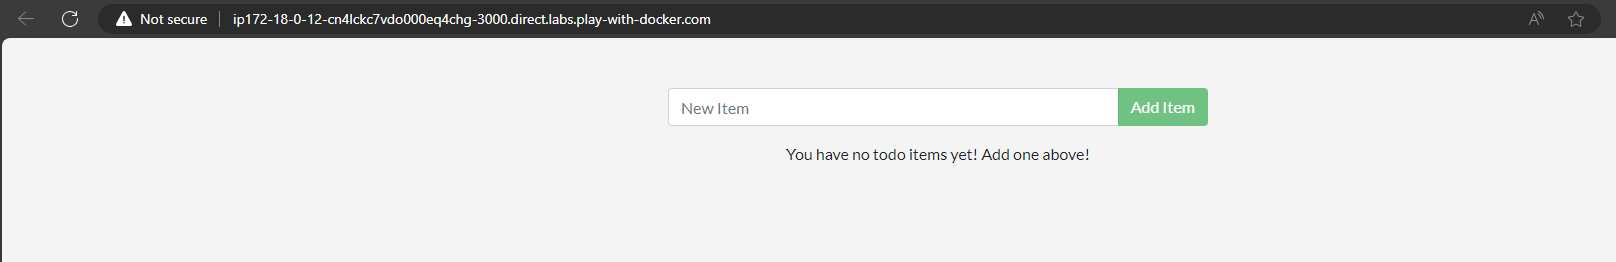 Not secure | ip172-18-0-12-cn4lckc7vdo000eq4chg-3000.direct.labs.play-with-docker.com
New Item Add Item
You have no todo items yet! Add one above!